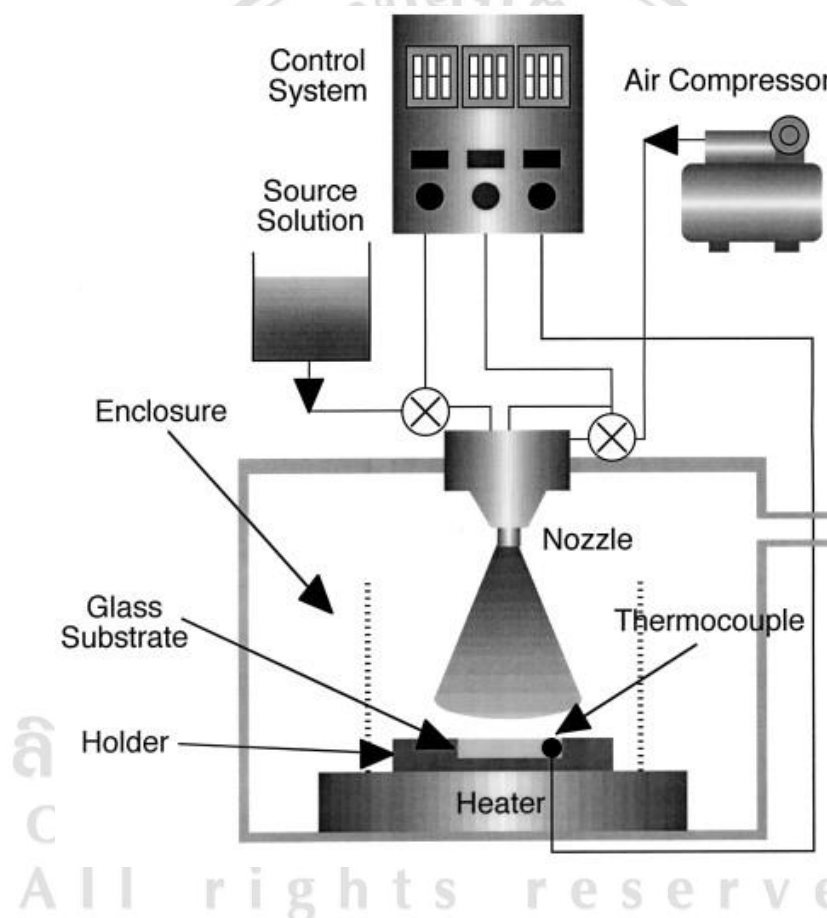 Control
System
Air Compressor
Source
Solution
Enclosure
Nozzle
Glass
Substrate
Thermocouple
Holder
Heater
All rights reserve